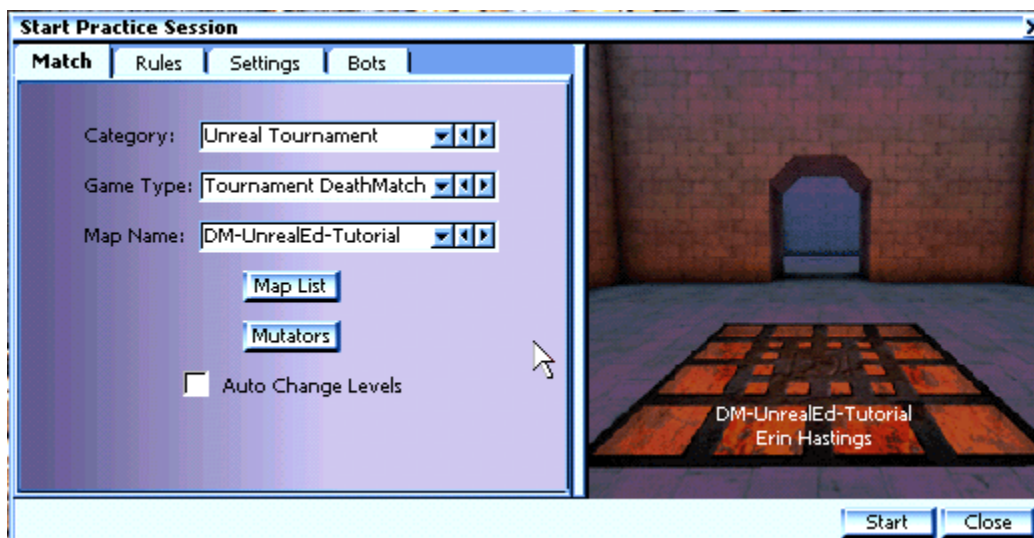 Start Practice Session
Match Rules Settings Bots
Category: Unreal Tournament
Game Type: Tournament DeathMatch
Map Name: DM-UnrealEd-Tutorial
Map List
Mutators
Auto Change Levels
DM-UnrealEd-Tutorial
Erin Hastings
Start Close